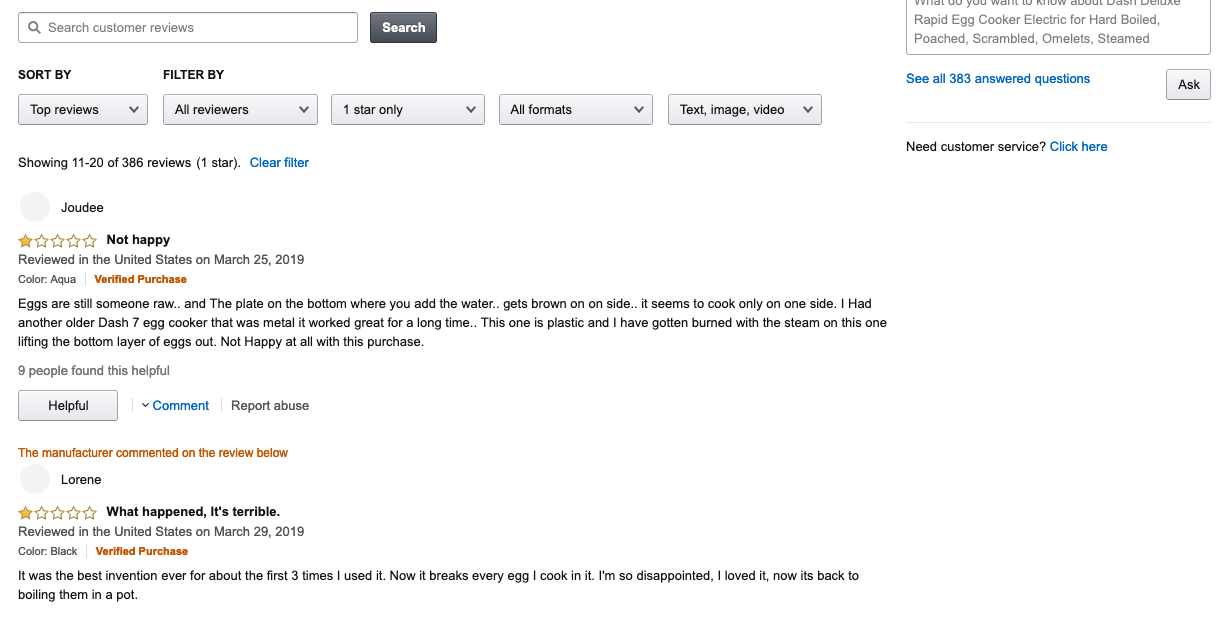 Search customer reviews
Search
SORT BY
FILTER BY
Top reviews
All reviewers
1 star only
All formats
Text, image, video
Showing 11-20 of 386 reviews (1 star). Clear filter
Joudee
Not happy
Reviewed in the United States on March 25, 2019
Color: Aqua
Verified Purchase
Eggs are still someone raw.. and The plate on the bottom where you add the water.. gets brown on on side.. it seems to cook only on one side. I Had
another older Dash 7 egg cooker that was metal it worked great for a long time.. This one is plastic and I have gotten burned with the steam on this one
lifting the bottom layer of eggs out. Not Happy at all with this purchase.
9 people found this helpful
Helpful
Comment
Report abuse
The manufacturer commented on the review below
Lorene
What happened, It's terrible.
Reviewed in the United States on March 29, 2019
Color: Black
Verified Purchase
It was the best invention ever for about the first 3 times I used it. Now it breaks every egg I cook in it. I'm so disappointed, I loved it, now its back to
boiling them in a pot.
What do you want to know about Dash Deluxe
Rapid Egg Cooker Electric for Hard Boiled,
Poached, Scrambled, Omelets, Steamed
See all 383 answered questions
Ask
Need customer service? Click here